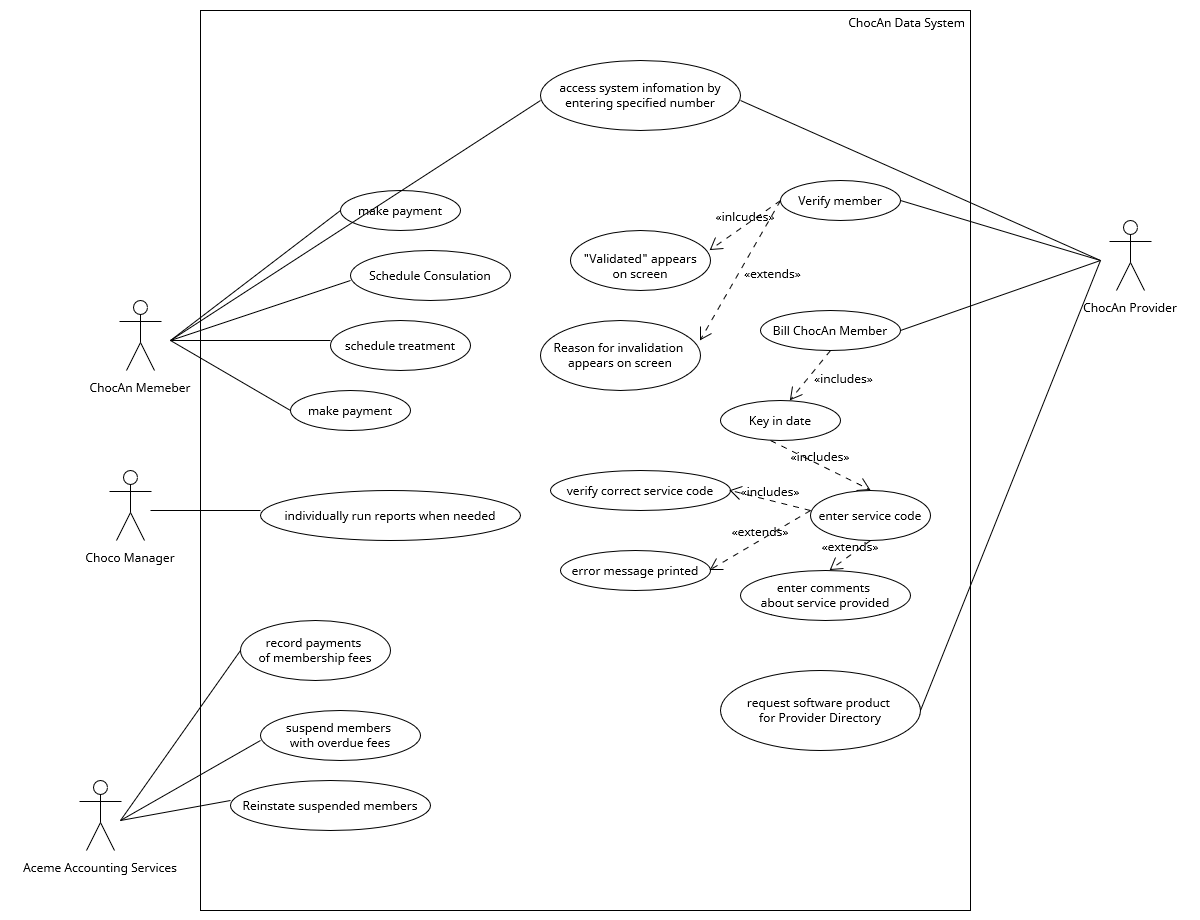 ChocAn Data System
access system infomation by
entering specified number
make payment
Verify member
«inlcudes»
"Validated" appears
on screen
«extends»
Schedule Consulation
ChocAn Provider
Bill ChocAn Member
schedule treatment
Reason for invalidation
appears on screen
«includes»
ChocAn Memeber
make payment
Key in date
«includes»
verify correct service code
«includes»
individually run reports when needed
enter service code
«extends»
«extends»
Choco Manager
error message printed
enter comments
about service provided
record payments
of membership fees
request software product
for Provider Directory
suspend members
with overdue fees
Reinstate suspended members
Aceme Accounting Services